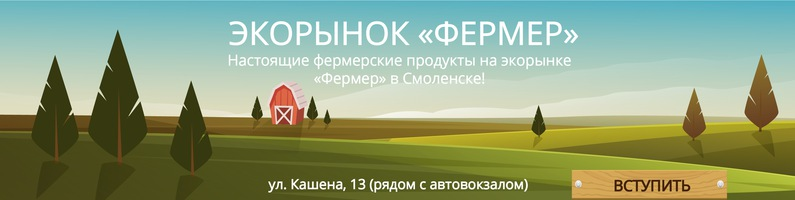 ЭКОРЫНОК «ФЕРМЕР»
Настоящие фермерские продукты на экорынке
«Фермер» в Смоленске!
ул. Кашена, 13 (рядом с автовокзалом)
ВСТУПИТЬ